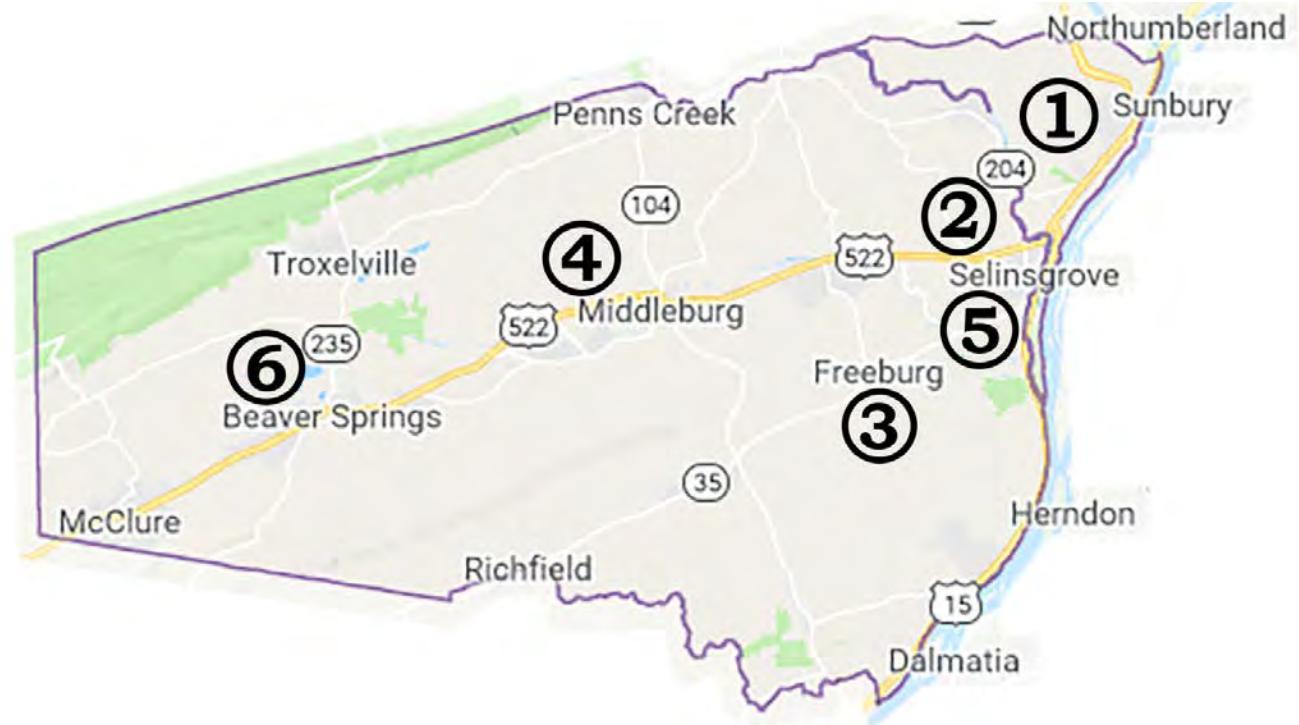 Northumberland
①
Sunbury
Penns Creek
204
104
②
④
522
Troxelville
Selinsgrove
Middleburg
522
⑤
235
⑥
Freeburg
Beaver Springs
③
35
McClure
Herndon
Richfield
15
Dalmatia